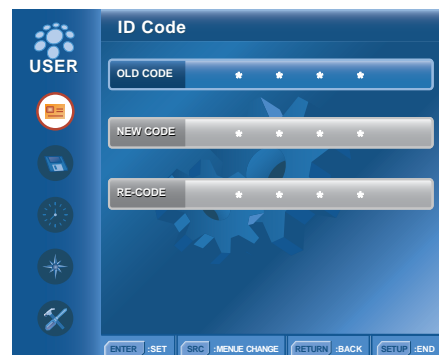 ID Code
USER
OLD CODE * * * *
NEW CODE * * * *
RE-CODE * * * *
ENTER :SET SRC :MENUE CHANGE RETURN :BACK SETUP :END